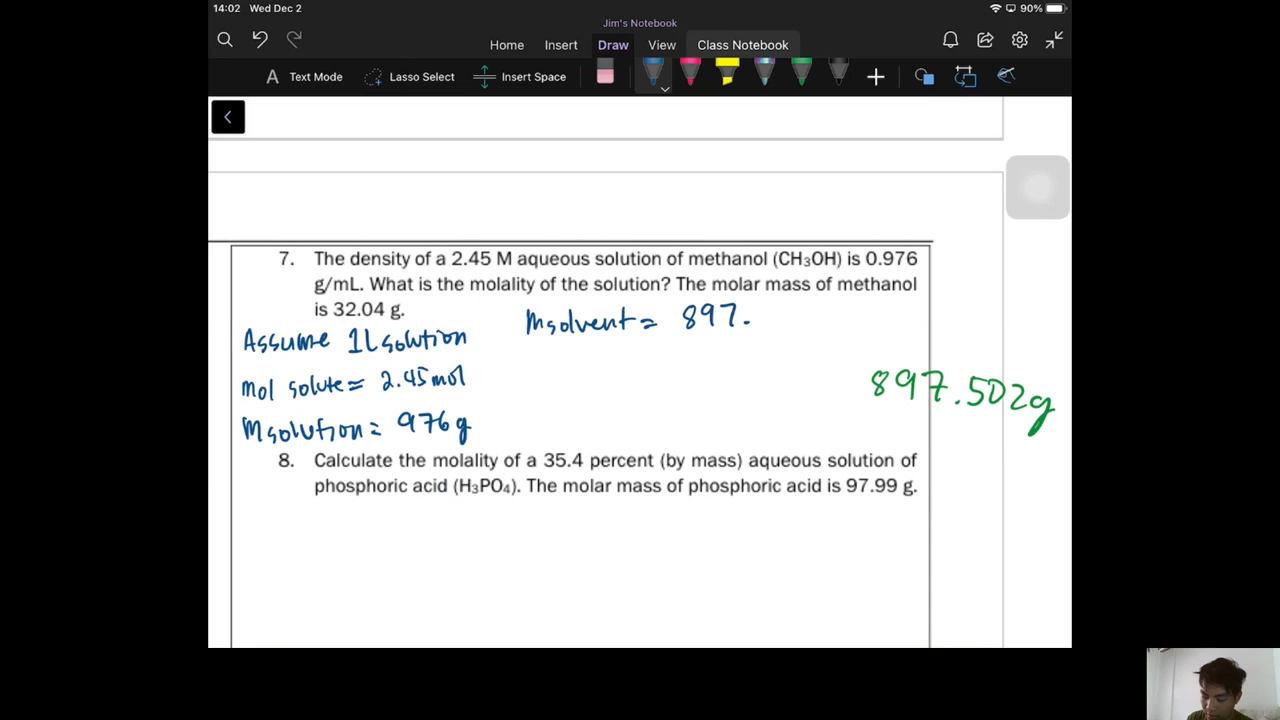 14:02 Wed Dec 2
90%
Jim's Notebook
Home Insert Draw View Class Notebook
Text Mode Lasso Select Insert Space
7. The density of a 2.45 M aqueous solution of methanol (CH₃OH) is 0.976
g/mL. What is the molality of the solution? The molar mass of methanol
is 32.04 g.
Assume 1L solution
mol solute = 2.45 mol
Msolution = 976 g
Msolvent = 897.
897.502g
8. Calculate the molality of a 35.4 percent (by mass) aqueous solution of
phosphoric acid (H₃PO₄). The molar mass of phosphoric acid is 97.99 g.